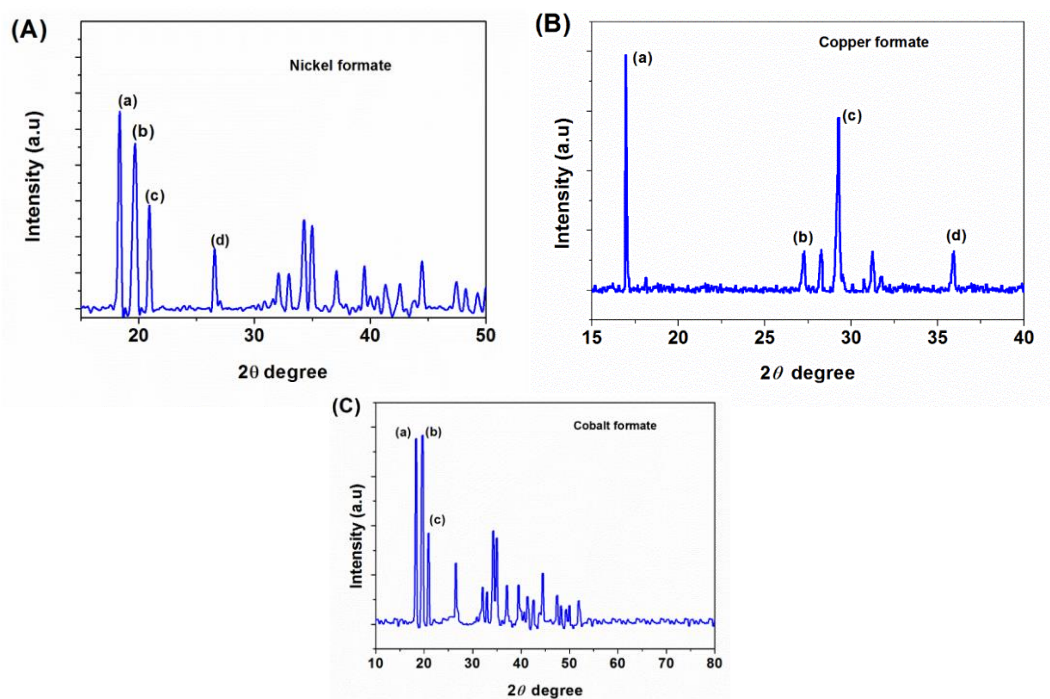 (A)
Nickel formate
(a)
(b)
(c)
(d)
Intensity (a.u)
20 30 40 50
2θ degree
(B)
Copper formate
(a)
(c)
(b)
(d)
Intensity (a.u)
15 20 25 30 35 40
2θ degree
(C)
Cobalt formate
(a) (b)
(c)
Intensity (a.u)
10 20 30 40 50 60 70 80
2θ degree